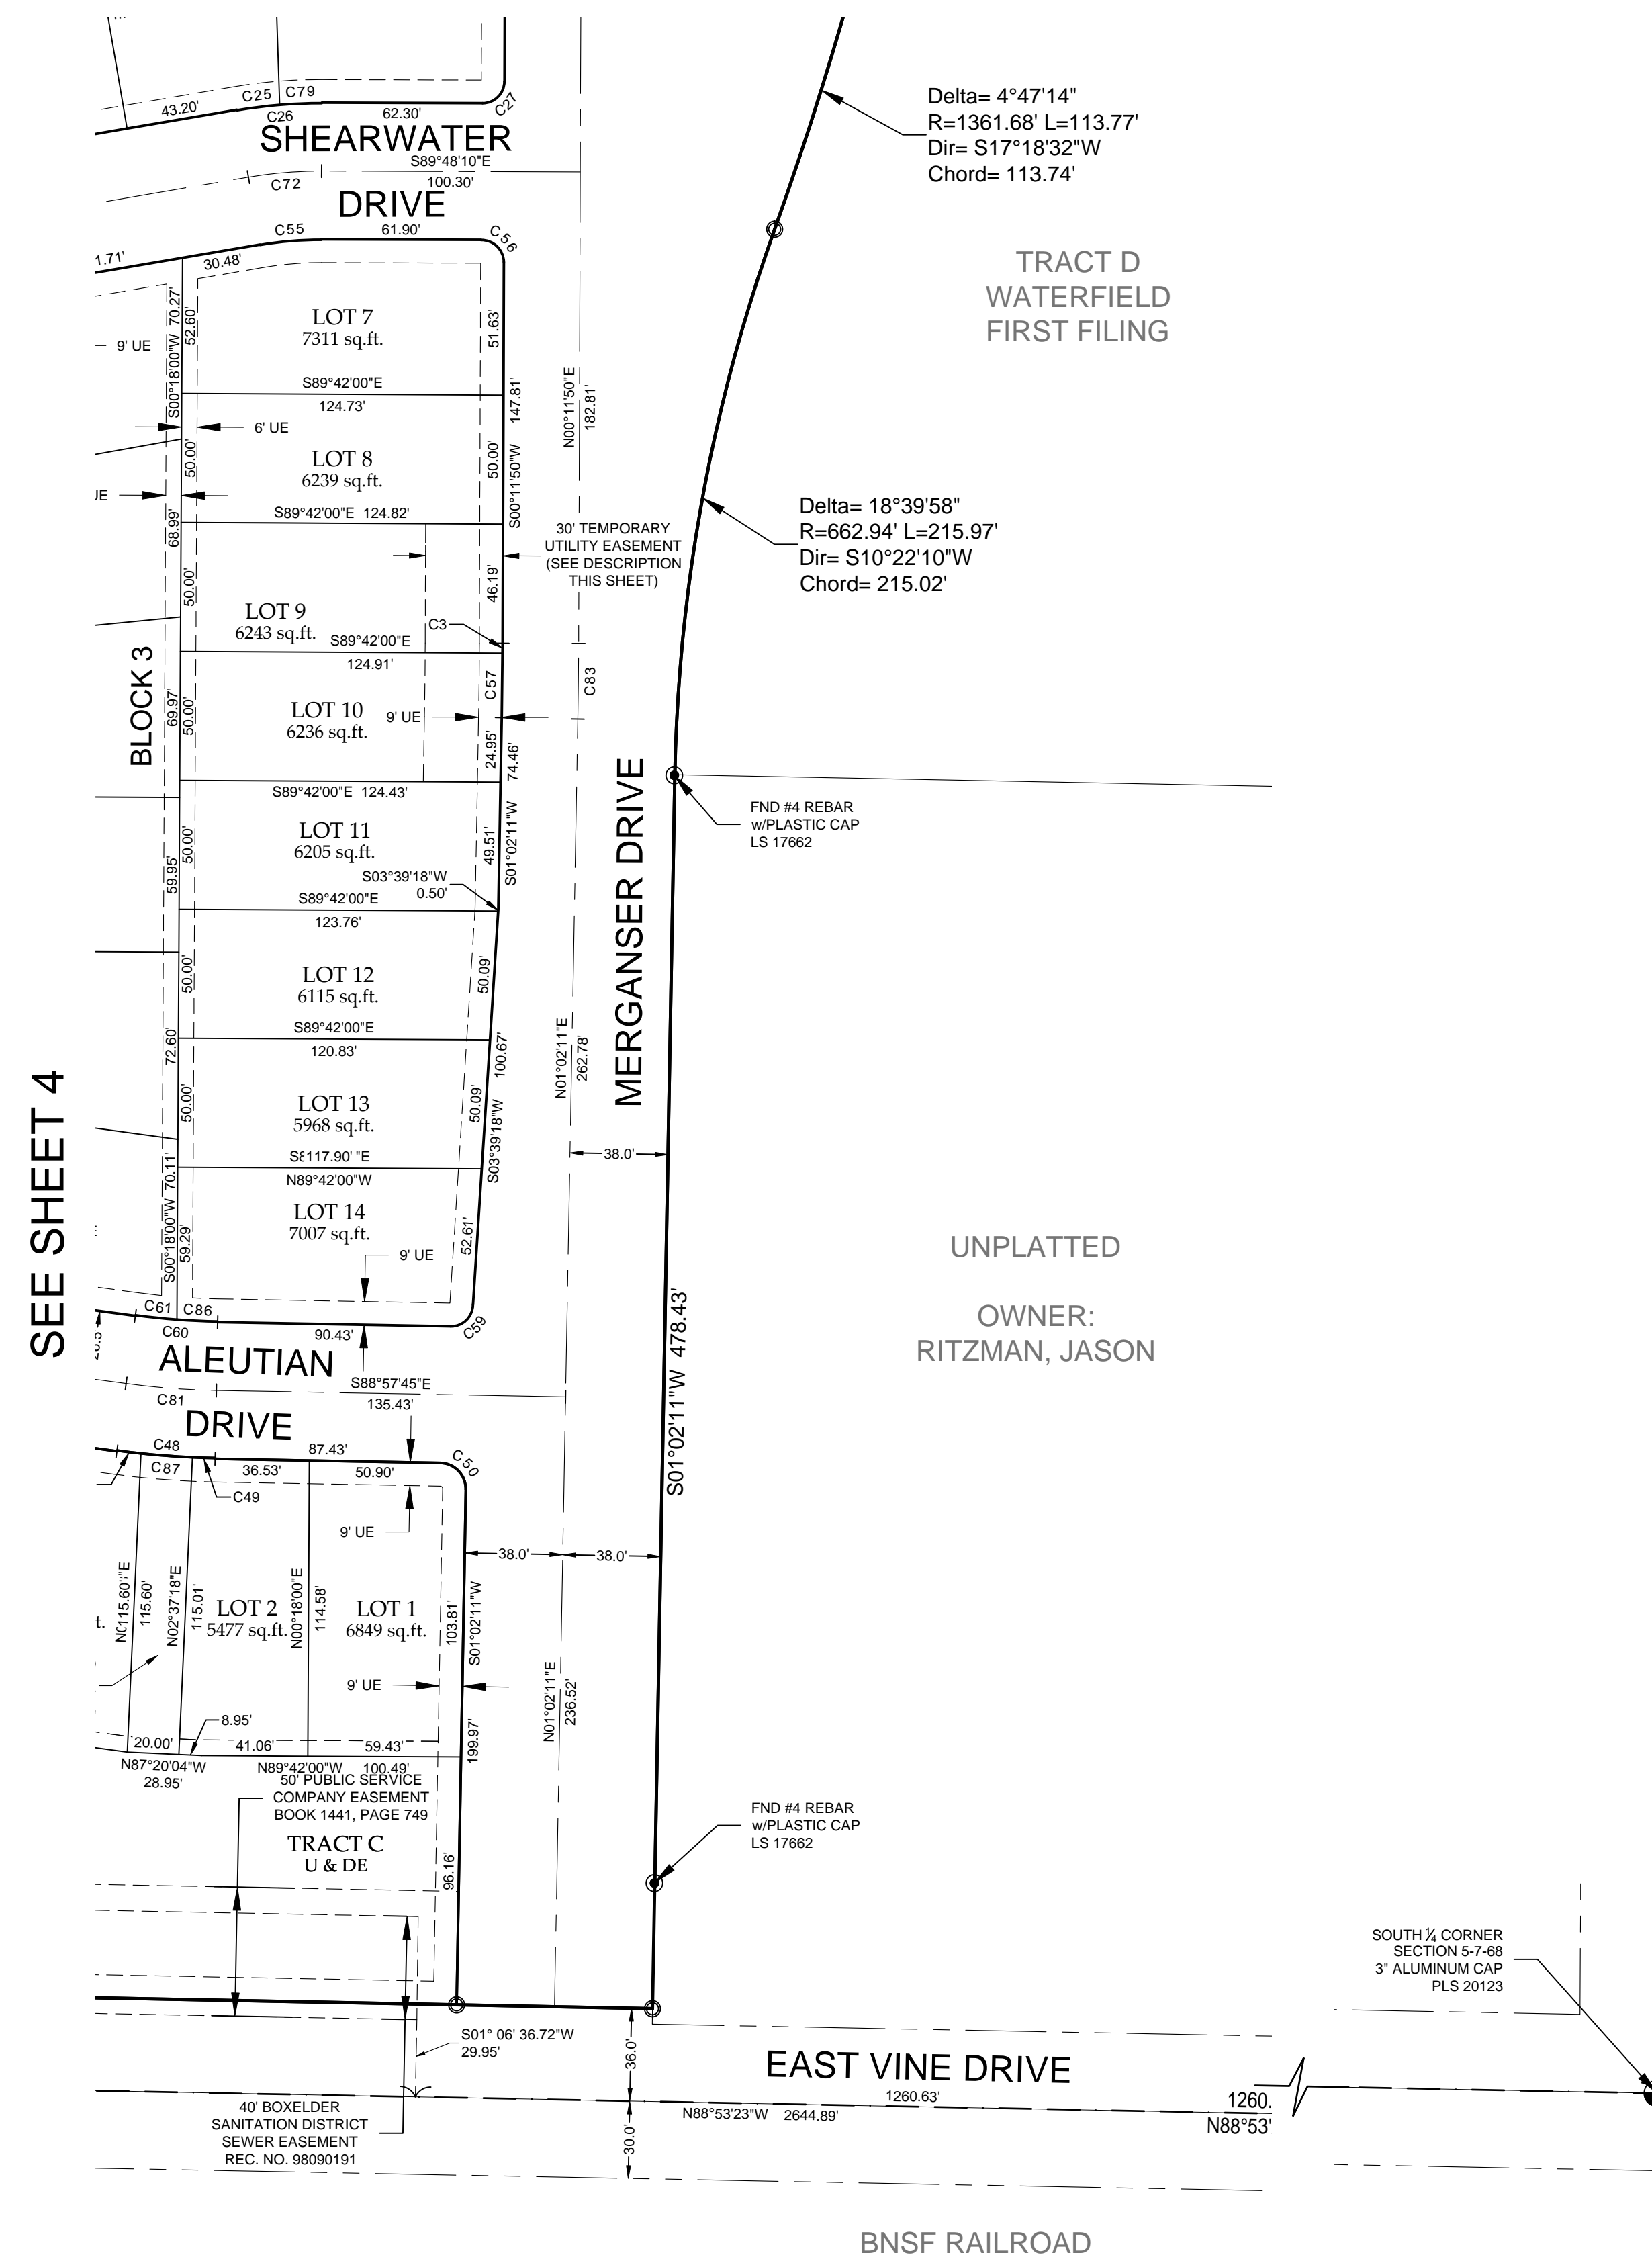 43.20'
C25
C79
C26
62.30'
C27
SHEARWATER
S89°48'10"E
C72
100.30'
DRIVE
C55
61.90'
C56
1.71'
30.48'
Delta= 4°47'14"
R=1361.68' L=113.77'
Dir= S17°18'32"W
Chord= 113.74'
TRACT D
WATERFIELD
FIRST FILING
S00°18'00"W 70.27'
52.60'
LOT 7
7311 sq.ft.
51.63'
9' UE
S89°42'00"E
124.73'
147.81'
N00°11'50"E
182.81'
6' UE
50.00'
LOT 8
6239 sq.ft.
50.00'
S00°11'50"W
JE
S89°42'00"E 124.82'
68.99'
30' TEMPORARY
UTILITY EASEMENT
(SEE DESCRIPTION
THIS SHEET)
Delta= 18°39'58"
R=662.94' L=215.97'
Dir= S10°22'10"W
Chord= 215.02'
50.00'
46.19'
LOT 9
6243 sq.ft.
C3
S89°42'00"E
124.91'
BLOCK 3
69.97'
50.00'
LOT 10
6236 sq.ft.
9' UE
C57
C83
24.95'
74.46'
S89°42'00"E 124.43'
FND #4 REBAR
w/PLASTIC CAP
LS 17662
MERGANSER DRIVE
50.00'
59.95'
LOT 11
6205 sq.ft.
49.51'
S01°02'11"W
S03°39'18"W
0.50'
S89°42'00"E
123.76'
50.00'
LOT 12
6115 sq.ft.
50.09'
S89°42'00"E
120.83'
72.60'
100.67'
N01°02'11"E
262.78'
SEE SHEET 4
50.00'
LOT 13
5968 sq.ft.
50.09'
S03°39'18"W
38.0'
117.90' "E
N89°42'00"W
S00°18'00"W 70.11'
59.29'
LOT 14
7007 sq.ft.
52.61'
9' UE
UNPLATTED
OWNER:
RITZMAN, JASON
C61
C86
C60
90.43'
C59
S01°02'11"W 478.43'
ALEUTIAN
S88°57'45"E
135.43'
C81
DRIVE
C48
87.43'
C50
C87
36.53'
50.90'
C49
9' UE
38.0'
38.0'
115.60'"E
115.60'
N02°37'18"E
115.01'
LOT 2
5477 sq.ft.
N00°18'00"E
114.58'
LOT 1
6849 sq.ft.
103.81'
S01°02'11"W
t.
9' UE
N01°02'11"E
236.52'
8.95'
20.00'
41.06'
59.43'
199.97'
N87°20'04"W
28.95'
N89°42'00"W 100.49'
50' PUBLIC SERVICE
COMPANY EASEMENT
BOOK 1441, PAGE 749
TRACT C
U & DE
96.16'
FND #4 REBAR
w/PLASTIC CAP
LS 17662
SOUTH ¼ CORNER
SECTION 5-7-68
3" ALUMINUM CAP
PLS 20123
S01° 06' 36.72"W
29.95'
36.0'
EAST VINE DRIVE
1260.63'
N88°53'23"W 2644.89'
1260.
N88°53'
40' BOXELDER
SANITATION DISTRICT
SEWER EASEMENT
REC. NO. 98090191
30.0'
BNSF RAILROAD